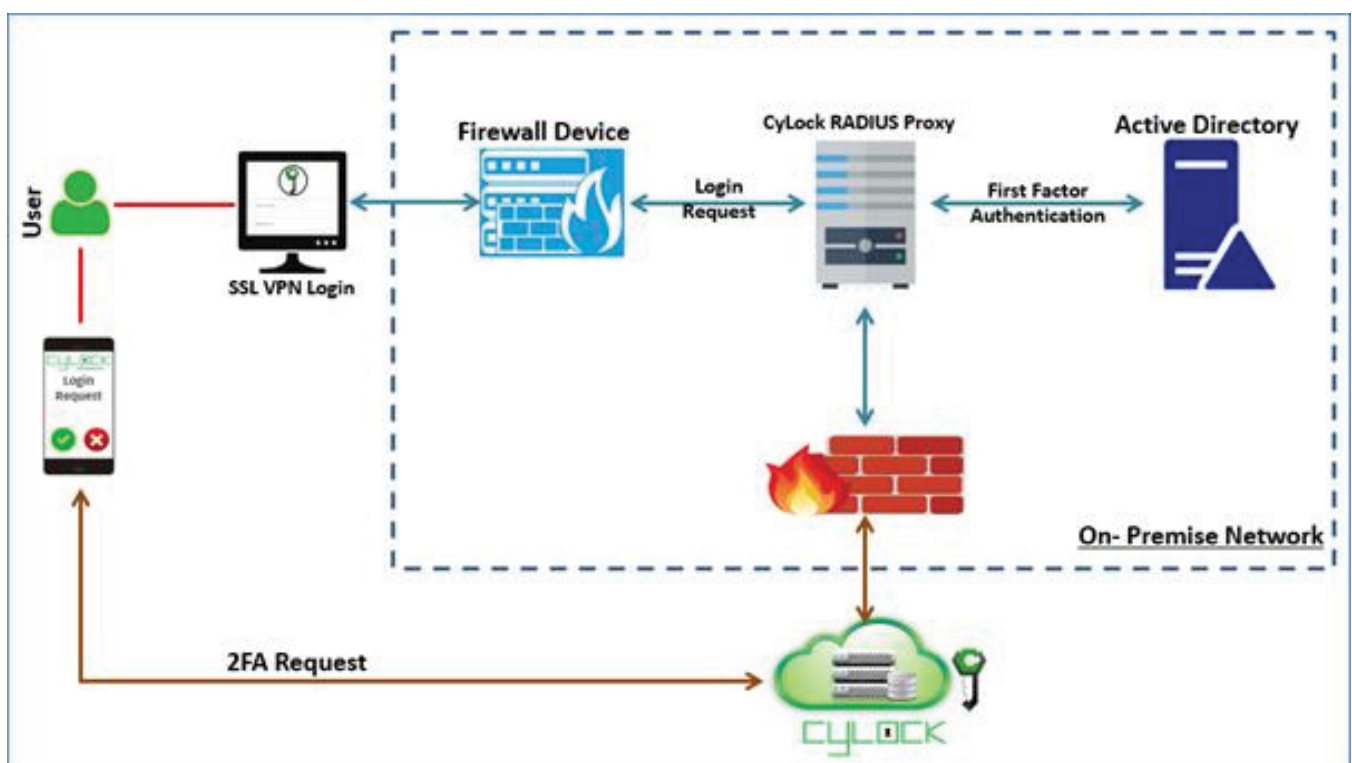 Firewall Device
CyLock RADIUS Proxy
Active Directory
User
Login
Request
First Factor
Authentication
SSL VPN Login
CYLOCK
Login
Request
On- Premise Network
2FA Request
CYLOCK